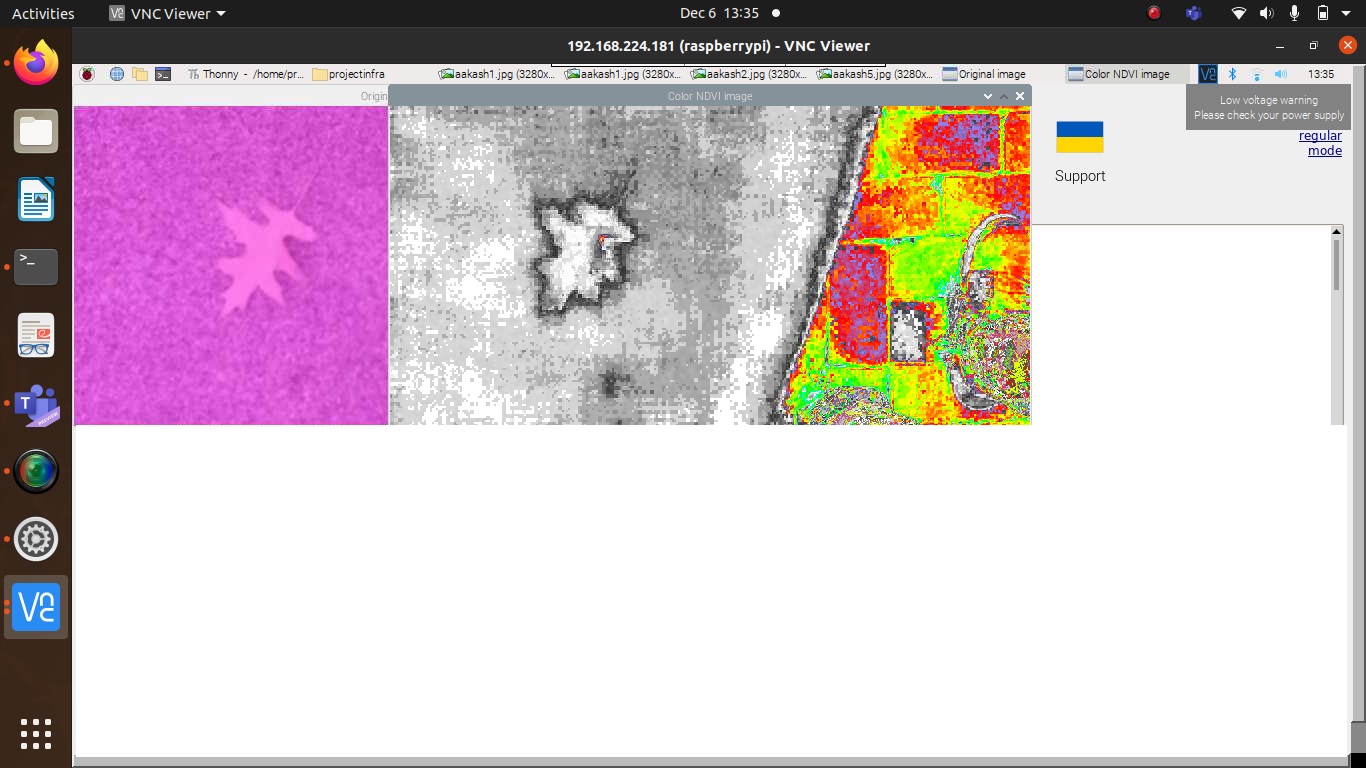 Activities
VNC Viewer
Dec 6 13:35
192.168.224.181 (raspberrypi) - VNC Viewer
Thonny - /home/pr...
projectinfra
aakash1.jpg (3280x...
aakash1.jpg (3280x...
aakash2.jpg (3280x...
aakash5.jpg (3280x...
Original image
Color NDVI image
13:35
Origin
Color NDVI image
Low voltage warning
Please check your power supply
regular
mode
Support